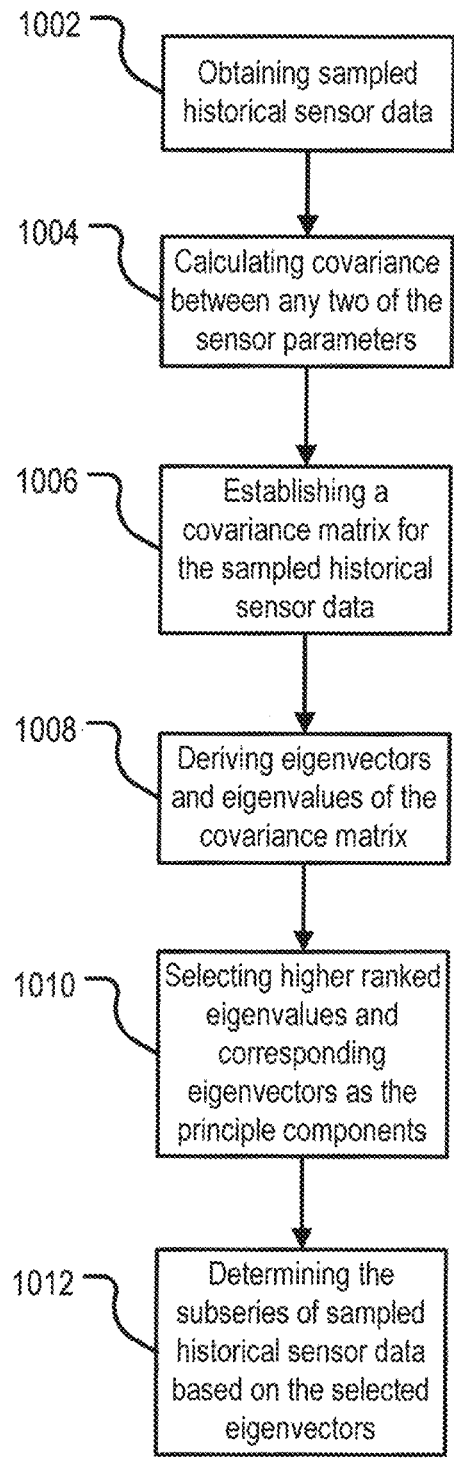 1002
Obtaining sampled
historical sensor data
1004
Calculating covariance
between any two of the
sensor parameters
1006
Establishing a
covariance matrix for
the sampled historical
sensor data
1008
Deriving eigenvectors
and eigenvalues of the
covariance matrix
1010
Selecting higher ranked
eigenvalues and
corresponding
eigenvectors as the
principle components
1012
Determining the
subseries of sampled
historical sensor data
based on the selected
eigenvectors